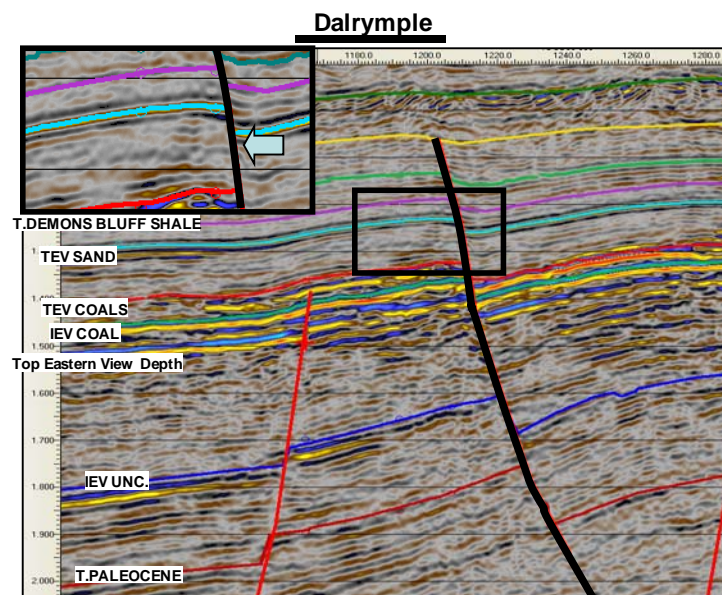 Dalrymple
1180.0 1200.0 1220.0 1240.0 1260.0 1280.0
T.DEMONS BLUFF SHALE
TEV SAND
TEV COALS
IEV COAL
1.500
Top Eastern View Depth
1.600
1.700
IEV UNC.
1.800
1.900
T.PALEOCENE
2.000